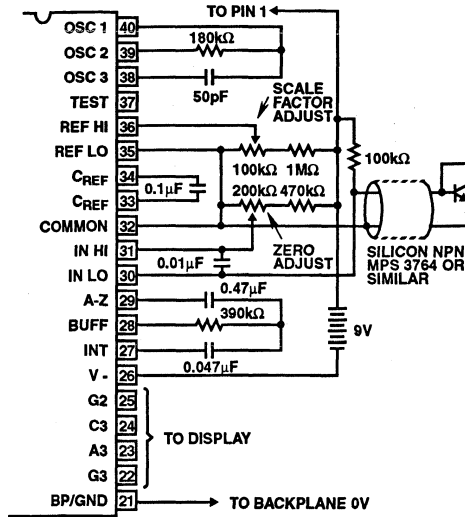 TO PIN 1
OSC 1 40
180kΩ
OSC 2 39
OSC 3 38
50pF
TEST 37
SCALE
FACTOR
ADJUST
REF HI 36
REF LO 35
100kΩ 1MΩ
100kΩ
CREF 34
0.1µF
200kΩ 470kΩ
CREF 33
COMMON 32
IN HI 31
ZERO
ADJUST
SILICON NPN
MPS 3764 OR
SIMILAR
0.01µF
IN LO 30
0.47µF
A-Z 29
390kΩ
BUFF 28
9V
INT 27
0.047µF
V - 26
G2 25
C3 24
TO DISPLAY
A3 23
G3 22
BP/GND 21
TO BACKPLANE 0V